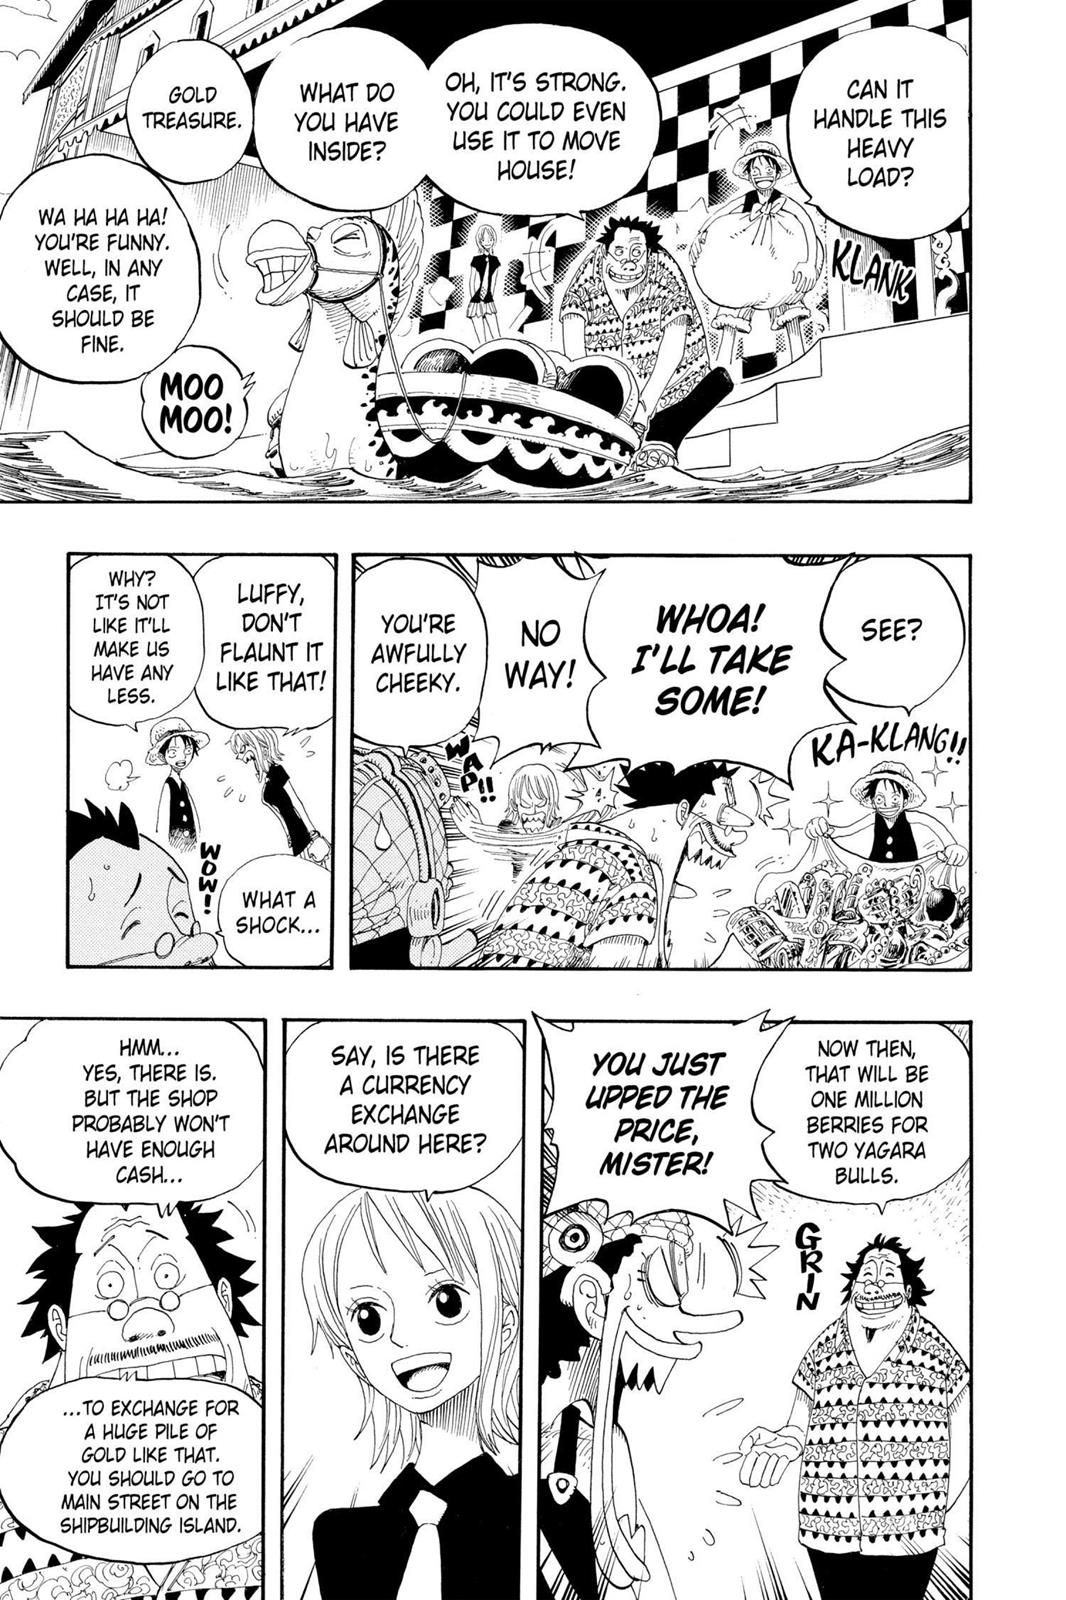 CAN IT
HANDLE THIS
HEAVY
LOAD?
OH, IT'S STRONG.
YOU COULD EVEN
USE IT TO MOVE
HOUSE!
WHAT DO
YOU HAVE
INSIDE?
GOLD
TREASURE.
WA HA HA HA!
YOU'RE FUNNY.
WELL, IN ANY
CASE, IT
SHOULD BE
FINE.
MOO
MOO!
KLANK
SEE?
KA-KLANG!!
WHOA!
I'LL TAKE
SOME!
NO
WAY!
YOU'RE
AWFULLY
CHEEKY.
WAP!!
LUFFY,
DON'T
FLAUNT IT
LIKE THAT!
WHY?
IT'S NOT
LIKE IT'LL
MAKE US
HAVE ANY
LESS.
WOW!
WHAT A
SHOCK...
NOW THEN,
THAT WILL BE
ONE MILLION
BERRIES FOR
TWO YAGARA
BULLS.
GRIN
YOU JUST
UPPED THE
PRICE,
MISTER!
SAY, IS THERE
A CURRENCY
EXCHANGE
AROUND HERE?
HMM...
YES, THERE IS.
BUT THE SHOP
PROBABLY WON'T
HAVE ENOUGH
CASH...
...TO EXCHANGE FOR
A HUGE PILE OF
GOLD LIKE THAT.
YOU SHOULD GO TO
MAIN STREET ON THE
SHIPBUILDING ISLAND.